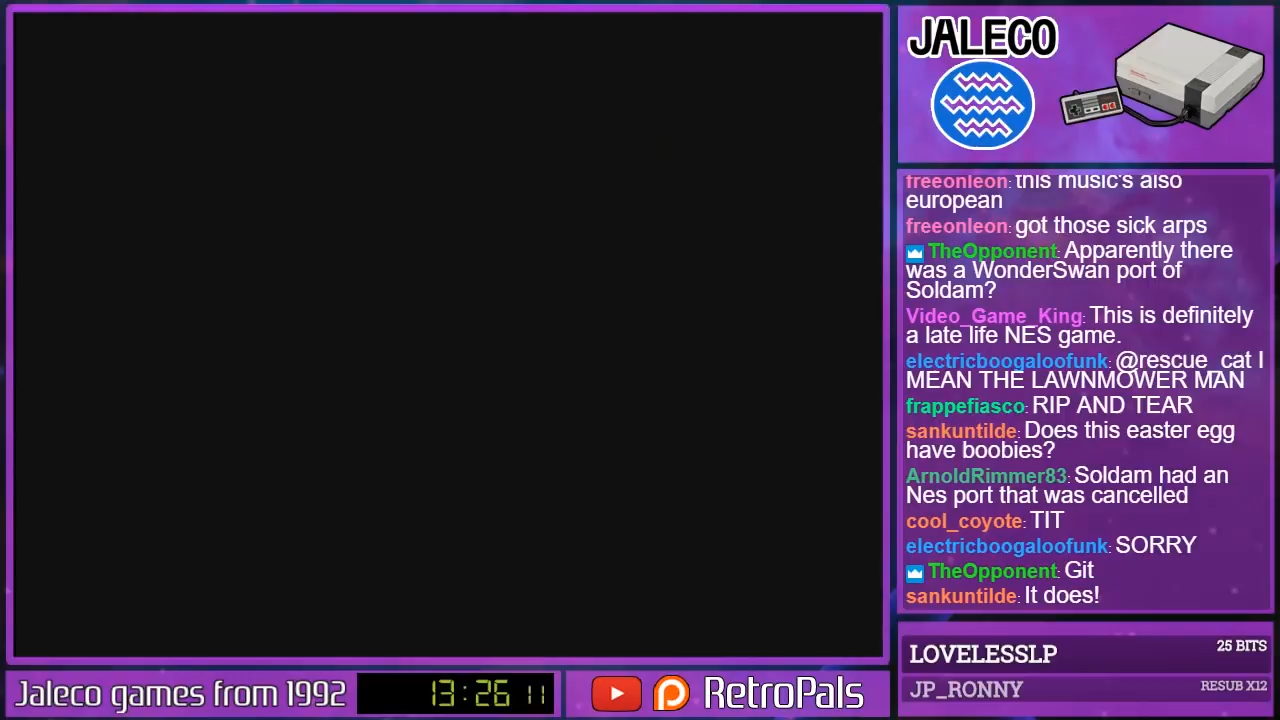 JALECO
freeonleon: this music's also
european
freeonleon: got those sick arps
TheOpponent: Apparently there
was a WonderSwan port of
Soldam?
Video_Game_King: This is definitely
a late life NES game.
electricboogaloofunk: @rescue_cat I
MEAN THE LAWNMOWER MAN
frappefiasco: RIP AND TEAR
sankuntilde: Does this easter egg
have boobies?
ArnoldRimmer83: Soldam had an
Nes port that was cancelled
cool_coyote: TIT
electricboogaloofunk: SORRY
TheOpponent: Git
sankuntilde: It does!
LOVELESSLP 25 BITS
JP_RONNY RESUB X12
Jaleco games from 1992 13:26 11 RetroPals